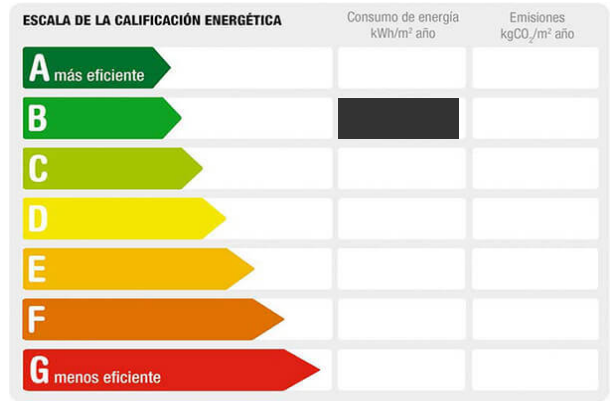 ESCALA DE LA CALIFICACIÓN ENERGÉTICA
Consumo de energía
kWh/m² año
Emisiones
kgCO₂/m² año
A más eficiente
B
C
D
E
F
G menos eficiente